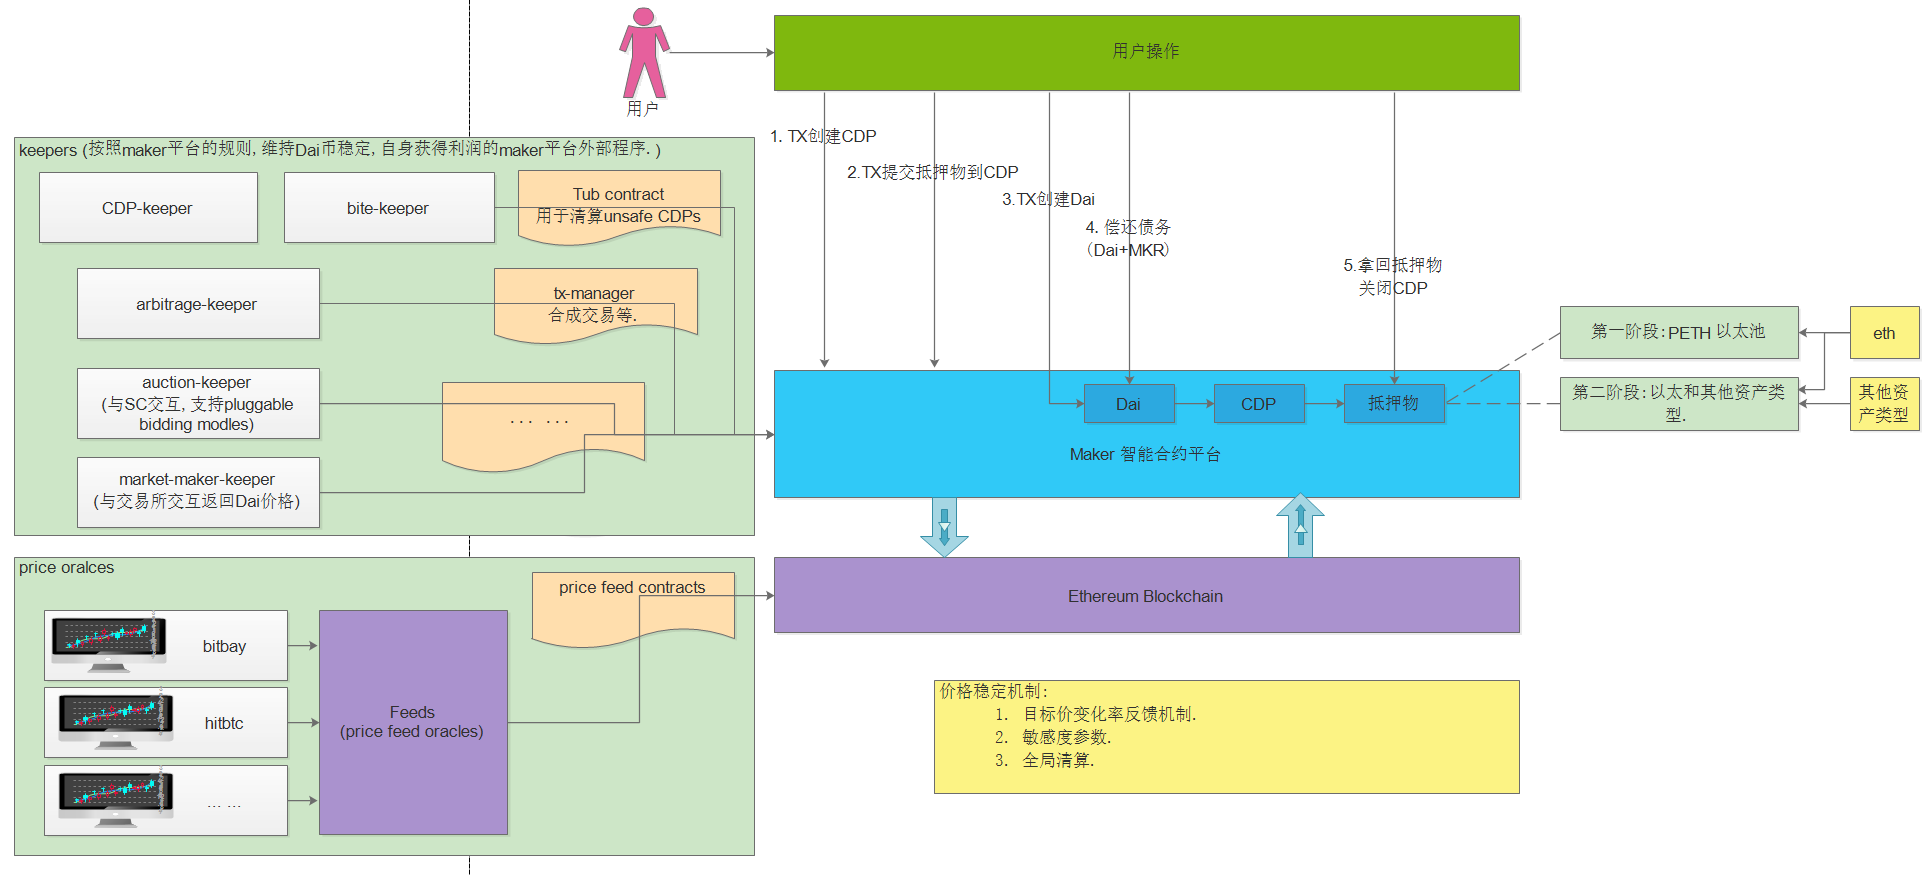 用户操作
用户
1. TX创建CDP
keepers (按照maker平台的规则, 维持Dai币稳定, 自身获得利润的maker平台外部程序. )
2.TX提交抵押物到CDP
3.TX创建Dai
4. 偿还债务
(Dai+MKR)
5.拿回抵押物
关闭CDP
CDP-keeper
bite-keeper
Tub contract
用于清算unsafe CDPs
arbitrage-keeper
tx-manager
合成交易等.
auction-keeper
(与SC交互, 支持pluggable
bidding modles)
... ...
market-maker-keeper
(与交易所交互返回Dai价格)
Dai
CDP
抵押物
Maker 智能合约平台
第一阶段: PETH 以太池
eth
第二阶段: 以太和其他资产类
型.
其他资
产类型
price oralces
bitbay
hitbtc
... ...
Feeds
(price feed oracles)
price feed contracts
Ethereum Blockchain
价格稳定机制:
1. 目标价变化率反馈机制.
2. 敏感度参数.
3. 全局清算.